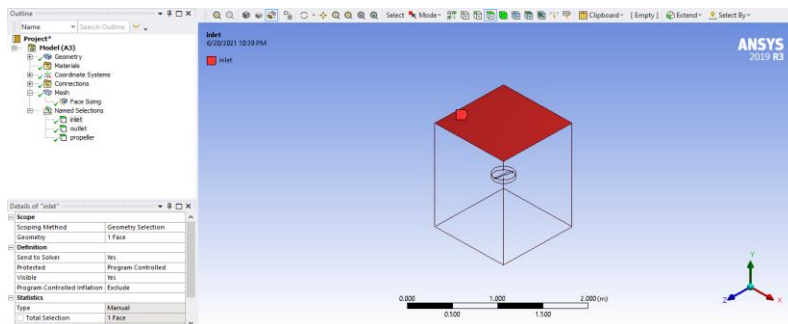 Outline
Name
Search Outline
Project*
Model (A3)
Geometry
Materials
Coordinate Systems
Connections
Mesh
Face Sizing
Named Selections
inlet
outlet
propeller
Details of "inlet"
Scope
Scoping Method Geometry Selection
Geometry 1 Face
Definition
Send to Solver Yes
Protected Program Controlled
Visible Yes
Program Controlled Inflation Exclude
Statistics
Type Manual
Total Selection 1 Face
Select Mode Clipboard [ Empty ] Extend Select By
inlet
6/20/2021 10:39 PM
inlet
ANSYS
2019 R3
0.000 1.000 2.000 (m)
0.500 1.500
Y
Z X